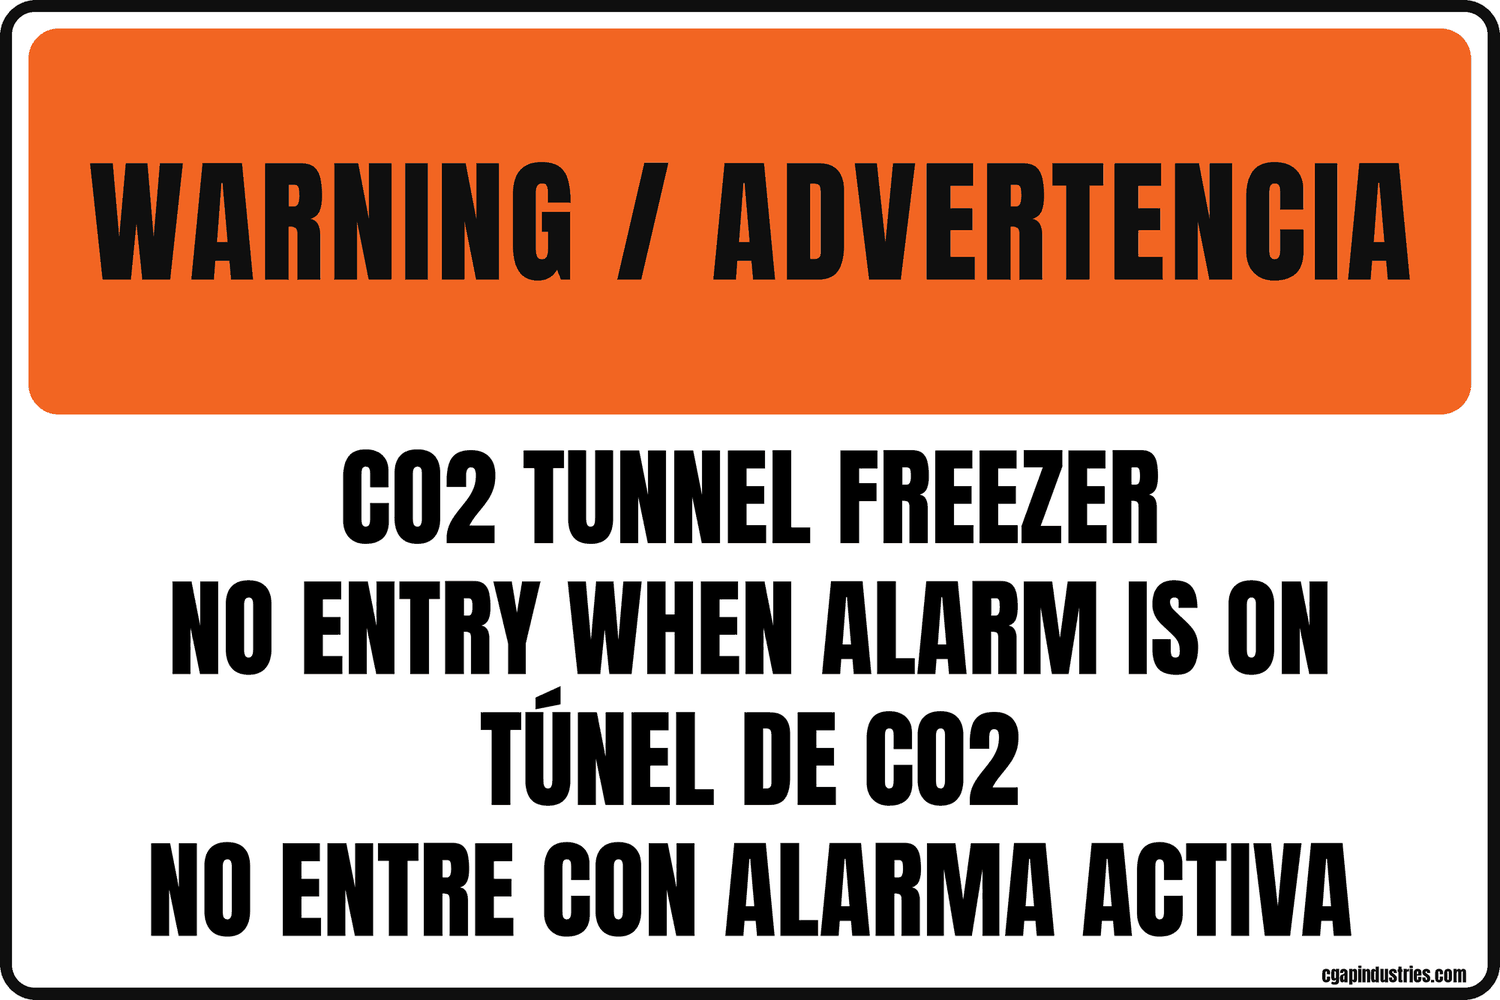 WARNING / ADVERTENCIA
CO2 TUNNEL FREEZER
NO ENTRY WHEN ALARM IS ON
TÚNEL DE CO2
NO ENTRE CON ALARMA ACTIVA
cgapindustries.com